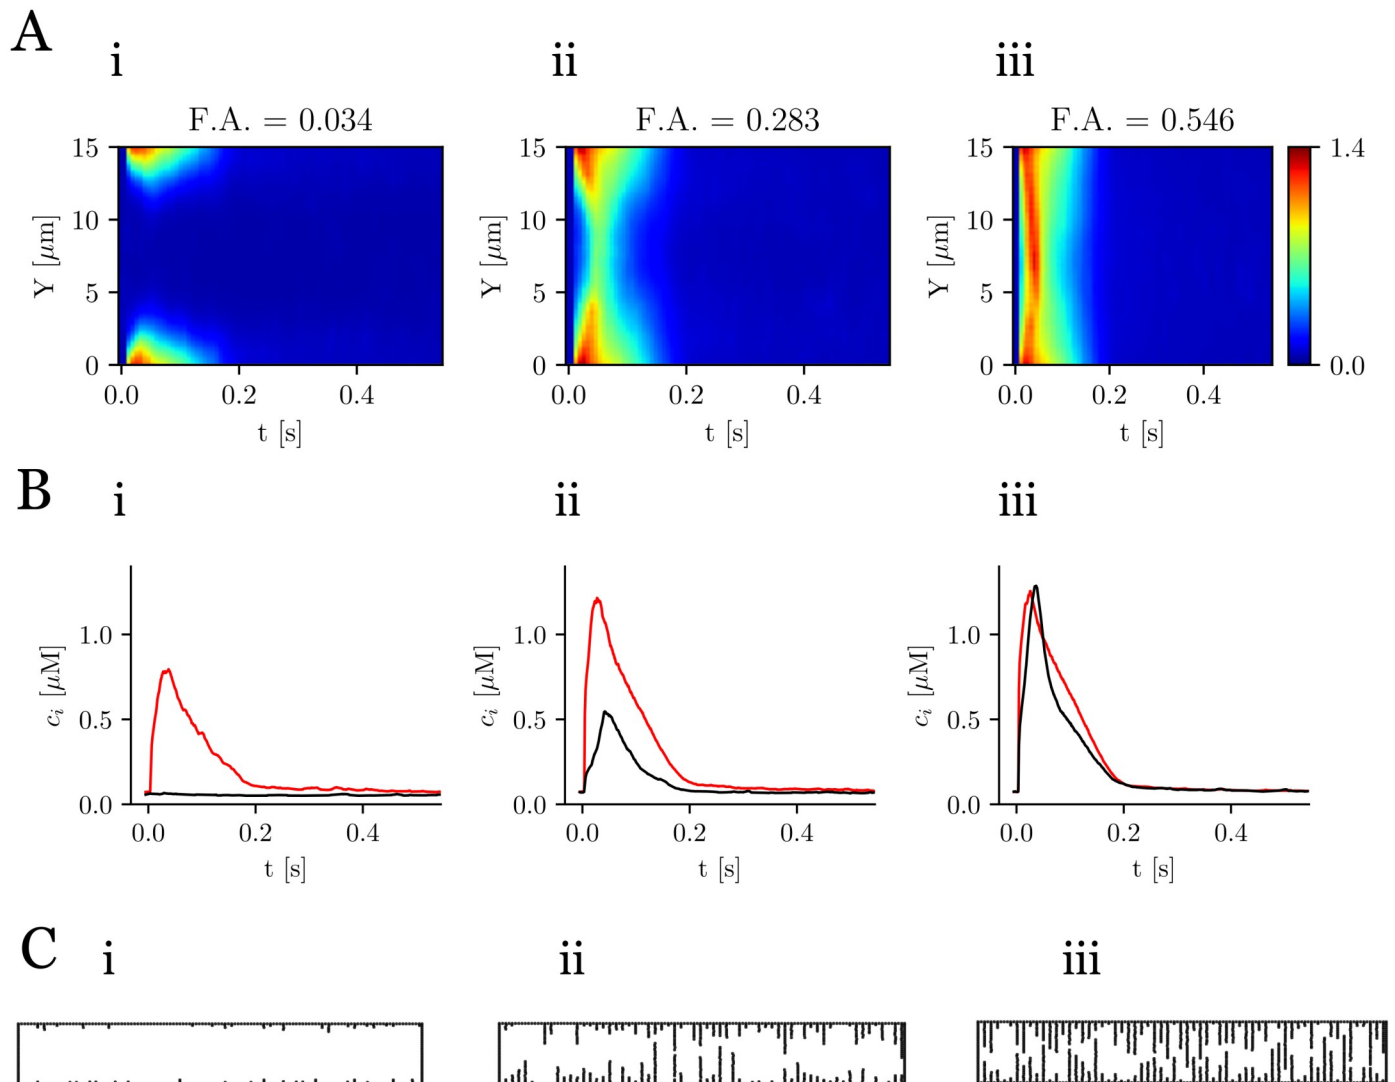 A
i ii iii
F.A. = 0.034 F.A. = 0.283 F.A. = 0.546
15 15 15 1.4
10 10 10
Y [μm] Y [μm] Y [μm]
5 5 5
0 0 0 0.0
0.0 0.2 0.4 0.0 0.2 0.4 0.0 0.2 0.4
t [s] t [s] t [s]
B
i ii iii
1.0 1.0 1.0
cᵢ [μM] cᵢ [μM] cᵢ [μM]
0.5 0.5 0.5
0.0 0.0 0.0
0.0 0.2 0.4 0.0 0.2 0.4 0.0 0.2 0.4
t [s] t [s] t [s]
C
i ii iii